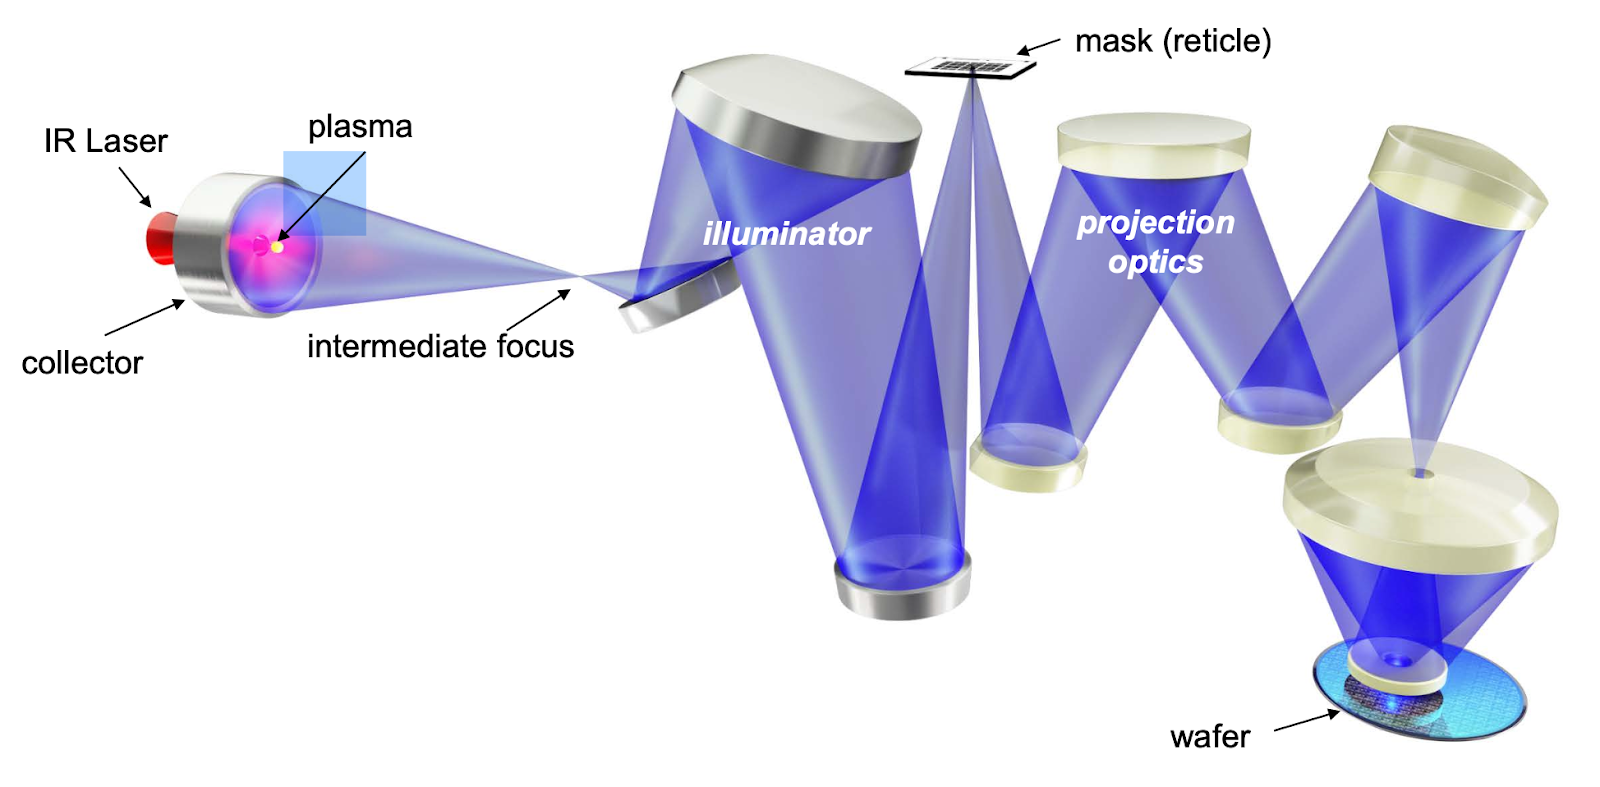 mask (reticle)
plasma
IR Laser
illuminator
projection
optics
intermediate focus
collector
wafer